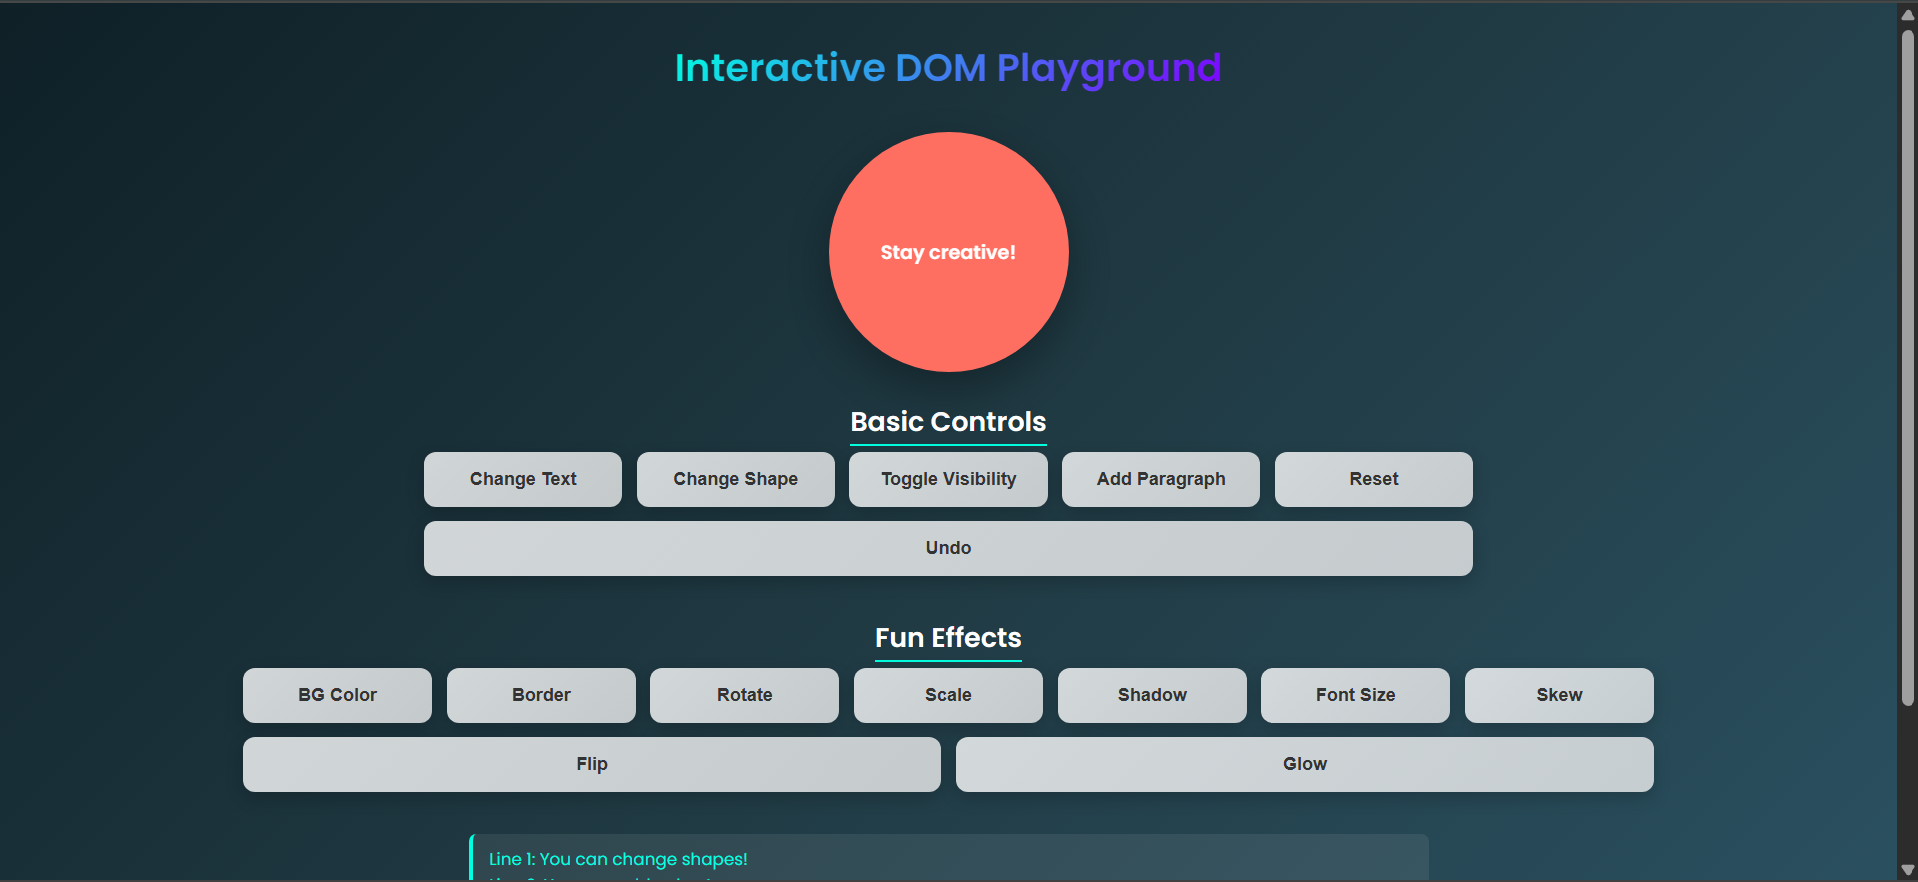 Interactive DOM Playground
Stay creative!
Basic Controls
Change Text
Change Shape
Toggle Visibility
Add Paragraph
Reset
Undo
Fun Effects
BG Color
Border
Rotate
Scale
Shadow
Font Size
Skew
Flip
Glow
Line 1: You can change shapes!